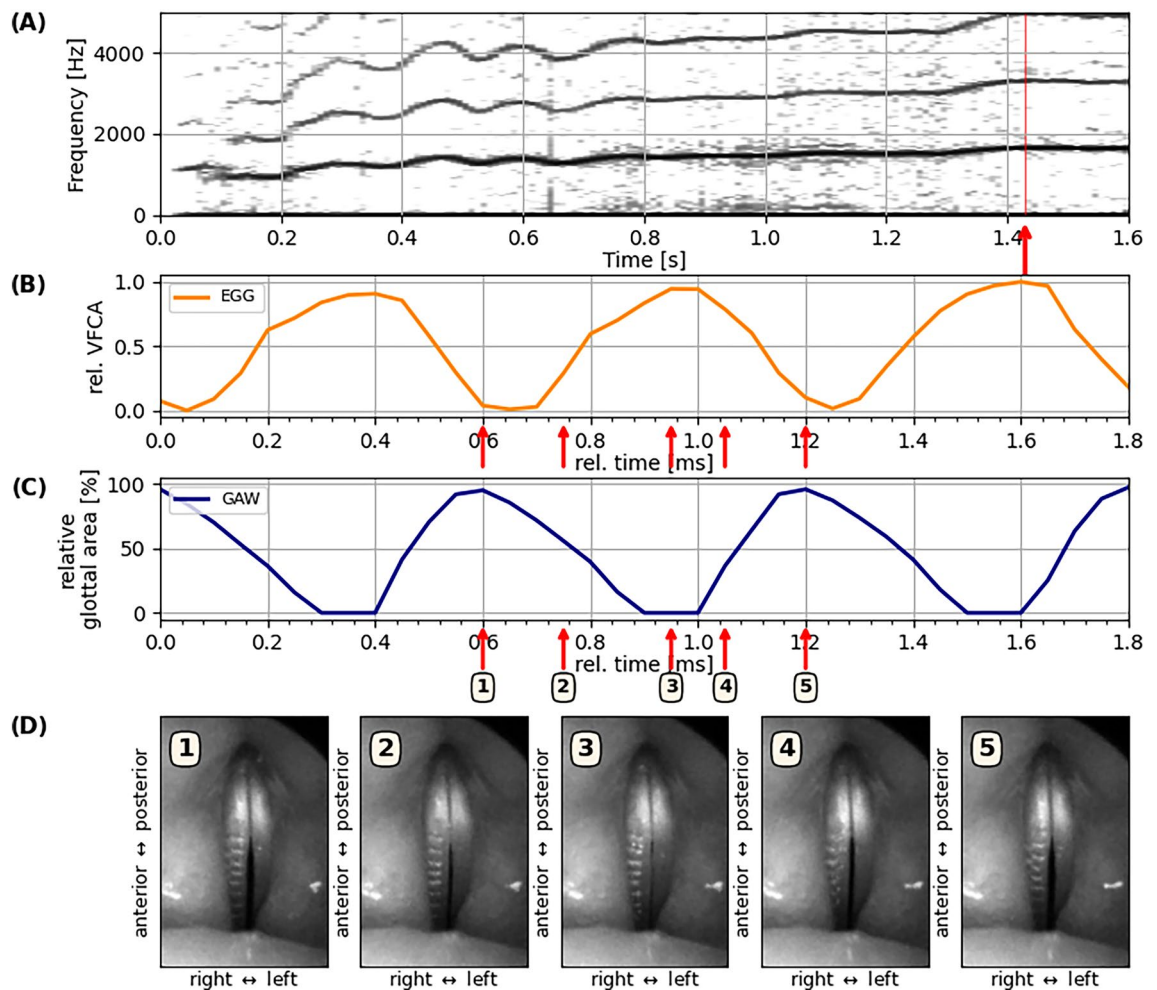 (A)
Frequency [Hz]
4000
2000
0
0.0 0.2 0.4 0.6 0.8 1.0 1.2 1.4 1.6
Time [s]
(B)
rel. VFCA
EGG
1.0
0.5
0.0
0.0 0.2 0.4 0.6 0.8 1.0 1.2 1.4 1.6 1.8
rel. time [ms]
(C)
relative
glottal area [%]
GAW
100
50
0
0.0 0.2 0.4 0.6 0.8 1.0 1.2 1.4 1.6 1.8
rel. time [ms]
1 2 3 4 5
(D)
anterior ↔ posterior
1
right ↔ left
anterior ↔ posterior
2
right ↔ left
anterior ↔ posterior
3
right ↔ left
anterior ↔ posterior
4
right ↔ left
anterior ↔ posterior
5
right ↔ left